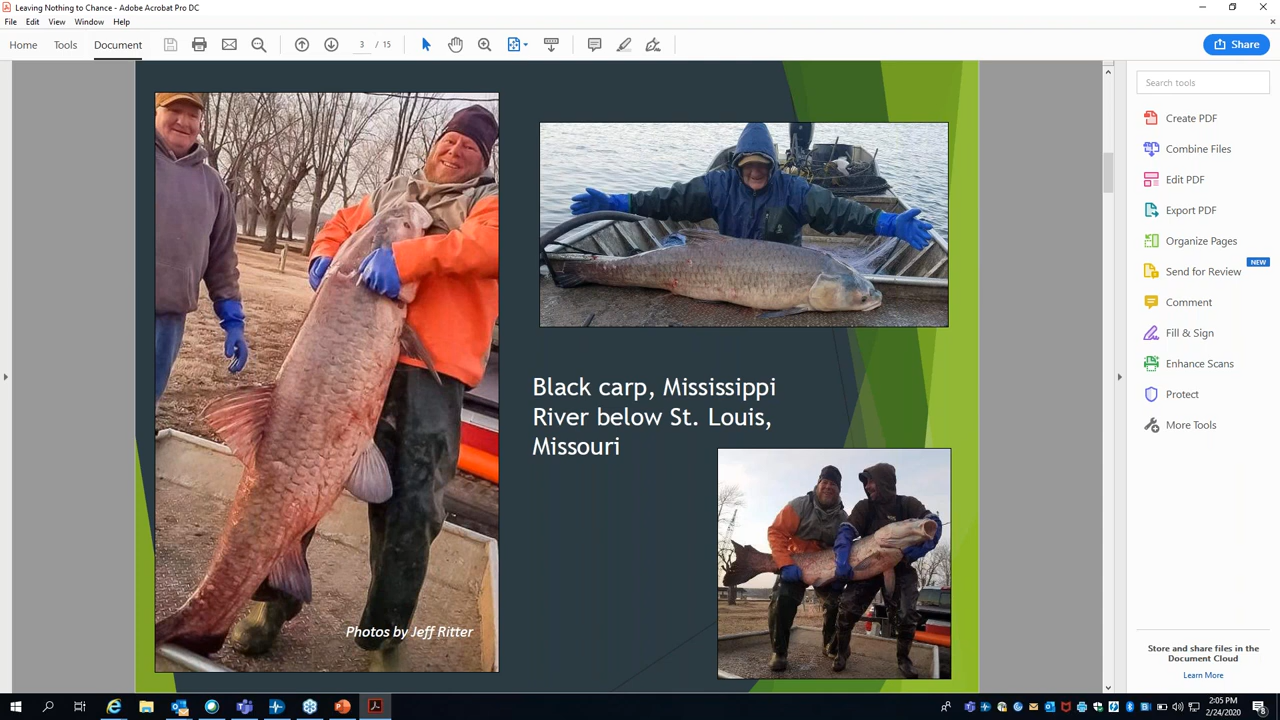 Leaving Nothing to Chance - Adobe Acrobat Pro DC
File Edit View Window Help
Home Tools Document 3 / 15 Share
Search tools
Create PDF
Combine Files
Edit PDF
Export PDF
Organize Pages
Send for Review NEW
Comment
Fill & Sign
Enhance Scans
Protect
More Tools
Black carp, Mississippi
River below St. Louis,
Missouri
Photos by Jeff Ritter
Store and share files in the
Document Cloud
Learn More
2:05 PM
2/24/2020